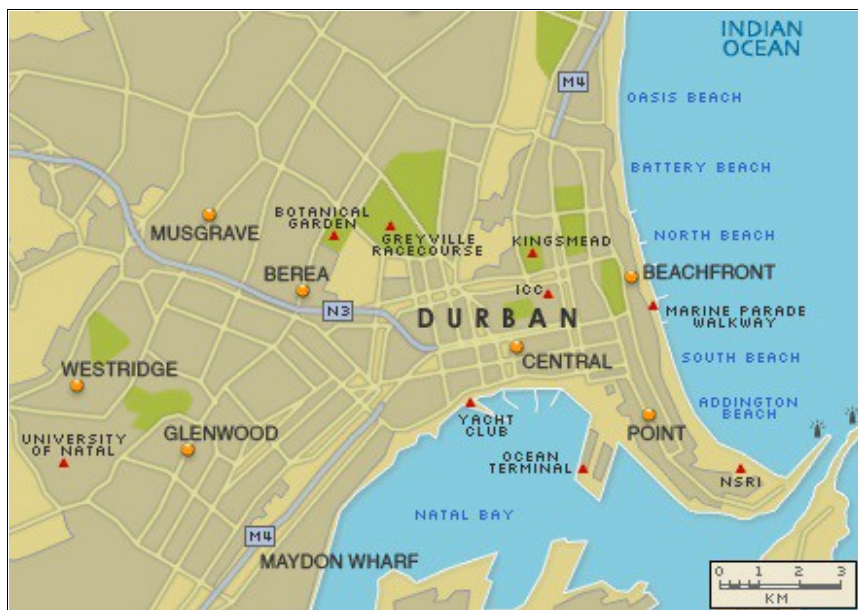 INDIAN
OCEAN
M4
OASIS BEACH
BATTERY BEACH
BOTANICAL
GARDEN
MUSGRAVE
GREYVILLE
RACECOURSE
KINGSMEAD
NORTH BEACH
BEREA
BEACHFRONT
ICC
N3
DURBAN
MARINE PARADE
WALKWAY
CENTRAL
SOUTH BEACH
WESTRIDGE
ADDINGTON
BEACH
YACHT
CLUB
POINT
UNIVERSITY
OF NATAL
GLENWOOD
OCEAN
TERMINAL
NSRI
NATAL BAY
M4
MAYDON WHARF
0 1 2 3
KM